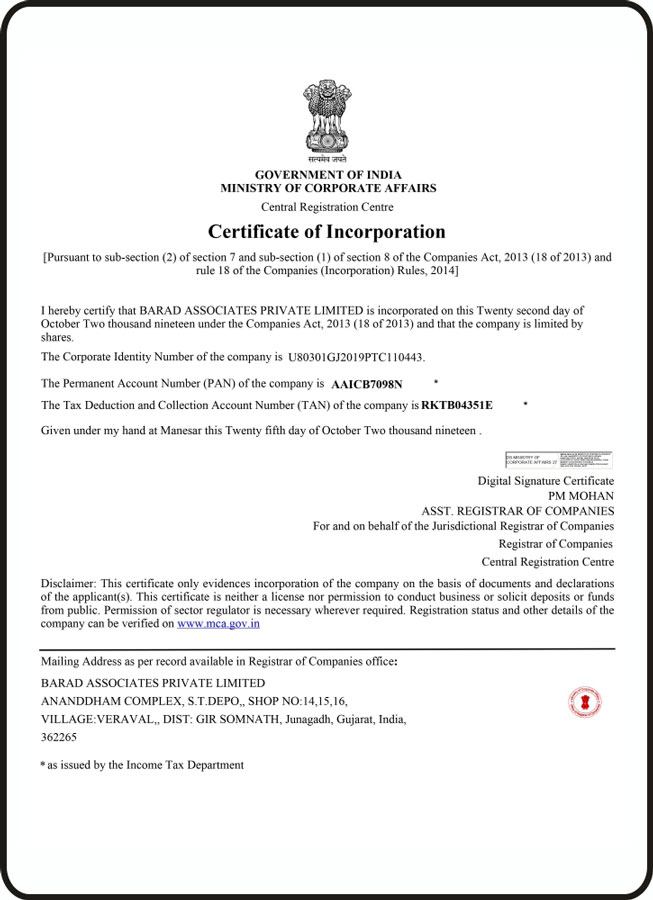 सत्यमेव जयते
GOVERNMENT OF INDIA
MINISTRY OF CORPORATE AFFAIRS
Central Registration Centre
Certificate of Incorporation
[Pursuant to sub-section (2) of section 7 and sub-section (1) of section 8 of the Companies Act, 2013 (18 of 2013) and
rule 18 of the Companies (Incorporation) Rules, 2014]
I hereby certify that BARAD ASSOCIATES PRIVATE LIMITED is incorporated on this Twenty second day of
October Two thousand nineteen under the Companies Act, 2013 (18 of 2013) and that the company is limited by
shares.
The Corporate Identity Number of the company is U80301GJ2019PTC110443.
The Permanent Account Number (PAN) of the company is AAICB7098N *
The Tax Deduction and Collection Account Number (TAN) of the company is RKTB04351E *
Given under my hand at Manesar this Twenty fifth day of October Two thousand nineteen .
DS MINISTRY OF
CORPORATE AFFAIRS 23
Digital Signature Certificate
PM MOHAN
ASST. REGISTRAR OF COMPANIES
For and on behalf of the Jurisdictional Registrar of Companies
Registrar of Companies
Central Registration Centre
Disclaimer: This certificate only evidences incorporation of the company on the basis of documents and declarations
of the applicant(s). This certificate is neither a license nor permission to conduct business or solicit deposits or funds
from public. Permission of sector regulator is necessary wherever required. Registration status and other details of the
company can be verified on www.mca.gov.in
Mailing Address as per record available in Registrar of Companies office:
BARAD ASSOCIATES PRIVATE LIMITED
ANANDDHAM COMPLEX, S.T.DEPO,, SHOP NO:14,15,16,
VILLAGE:VERAVAL,, DIST: GIR SOMNATH, Junagadh, Gujarat, India,
362265
* as issued by the Income Tax Department